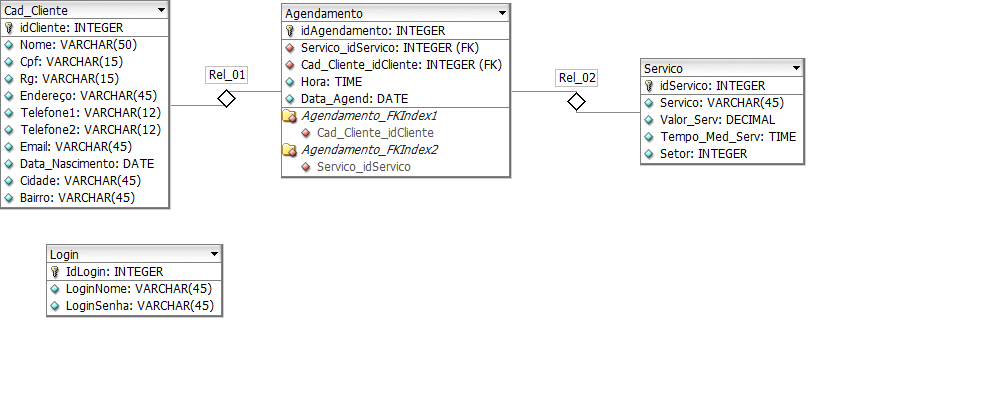 Cad_Cliente
idCliente: INTEGER
Nome: VARCHAR(50)
Cpf: VARCHAR(15)
Rg: VARCHAR(15)
Endereço: VARCHAR(45)
Telefone1: VARCHAR(12)
Telefone2: VARCHAR(12)
Email: VARCHAR(45)
Data_Nascimento: DATE
Cidade: VARCHAR(45)
Bairro: VARCHAR(45)
Rel_01
Agendamento
idAgendamento: INTEGER
Servico_idServico: INTEGER (FK)
Cad_Cliente_idCliente: INTEGER (FK)
Hora: TIME
Data_Agend: DATE
Agendamento_FKIndex1
Cad_Cliente_idCliente
Agendamento_FKIndex2
Servico_idServico
Rel_02
Servico
idServico: INTEGER
Servico: VARCHAR(45)
Valor_Serv: DECIMAL
Tempo_Med_Serv: TIME
Setor: INTEGER
Login
IdLogin: INTEGER
LoginNome: VARCHAR(45)
LoginSenha: VARCHAR(45)